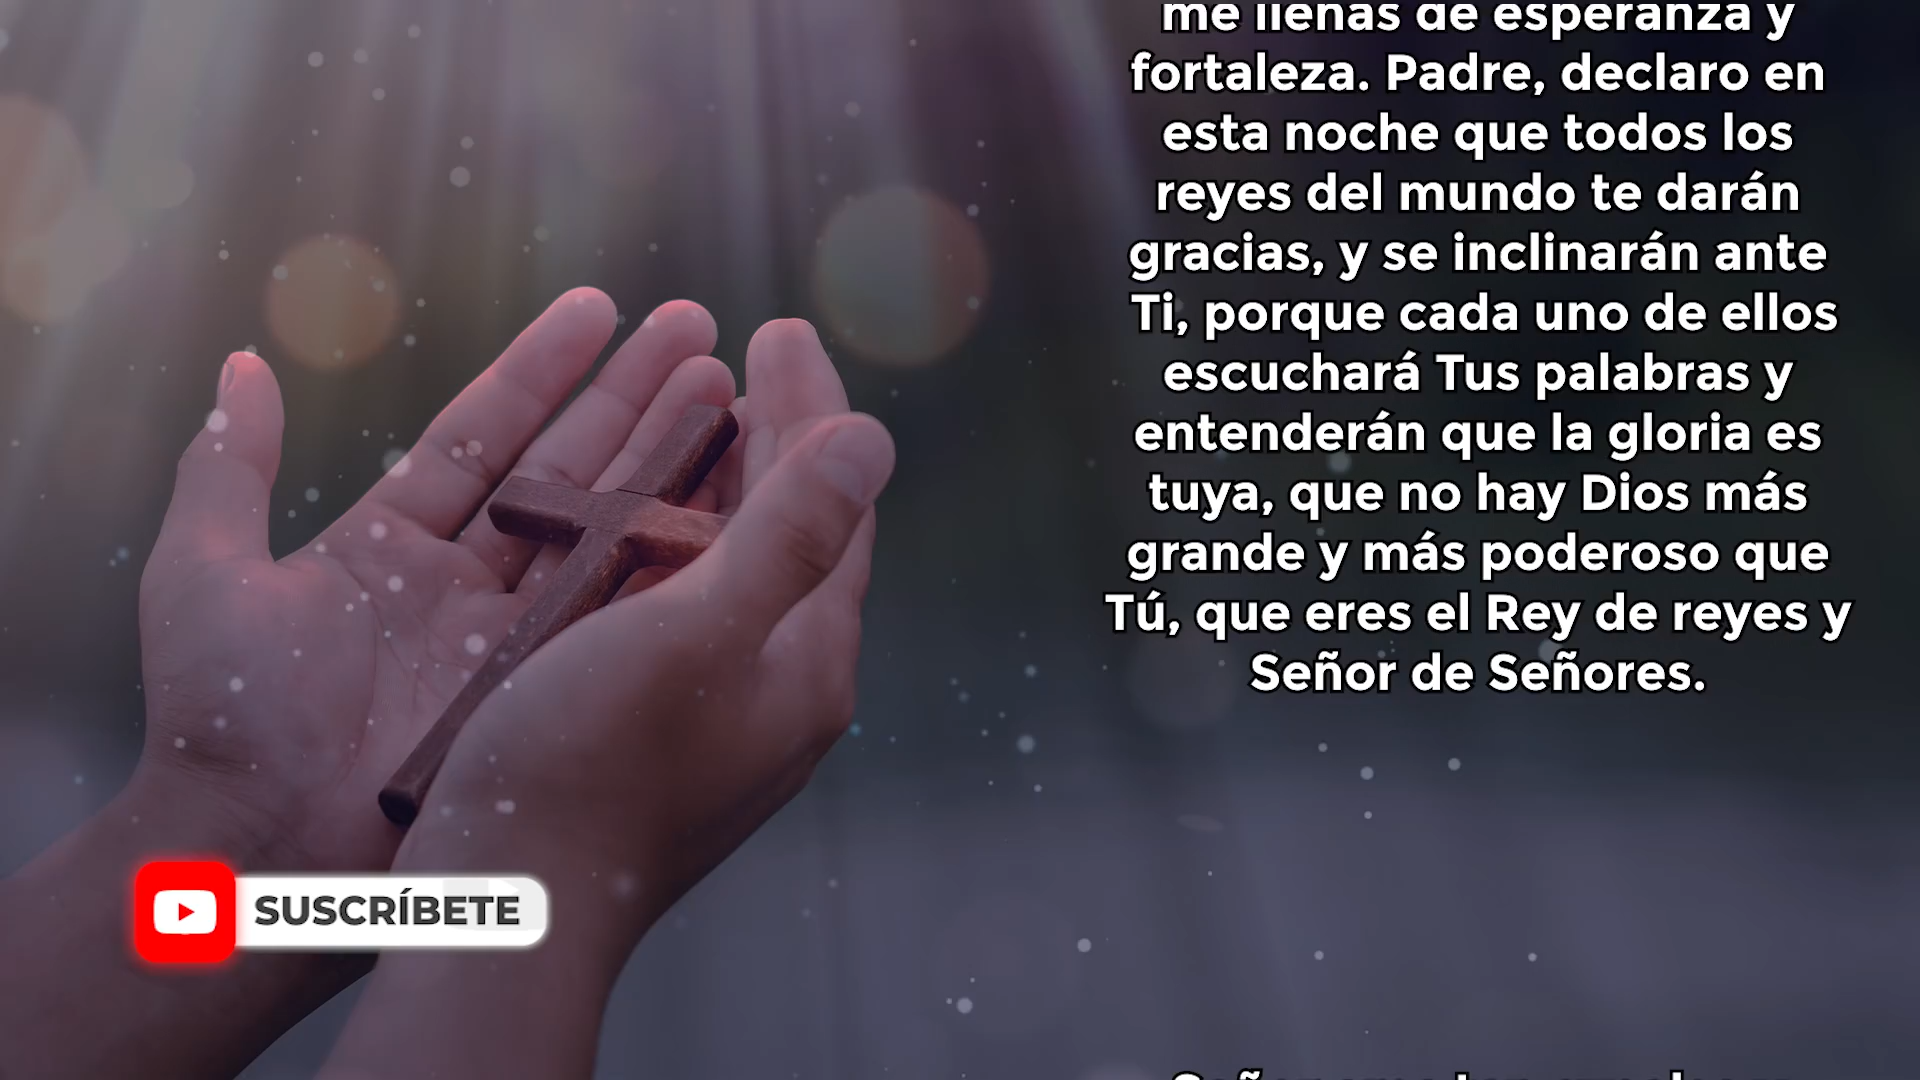 me llenas de esperanza y
fortaleza. Padre, declaro en
esta noche que todos los
reyes del mundo te darán
gracias, y se inclinarán ante
Ti, porque cada uno de ellos
escuchará Tus palabras y
entenderán que la gloria es
tuya, que no hay Dios más
grande y más poderoso que
Tú, que eres el Rey de reyes y
Señor de Señores.
SUSCRÍBETE